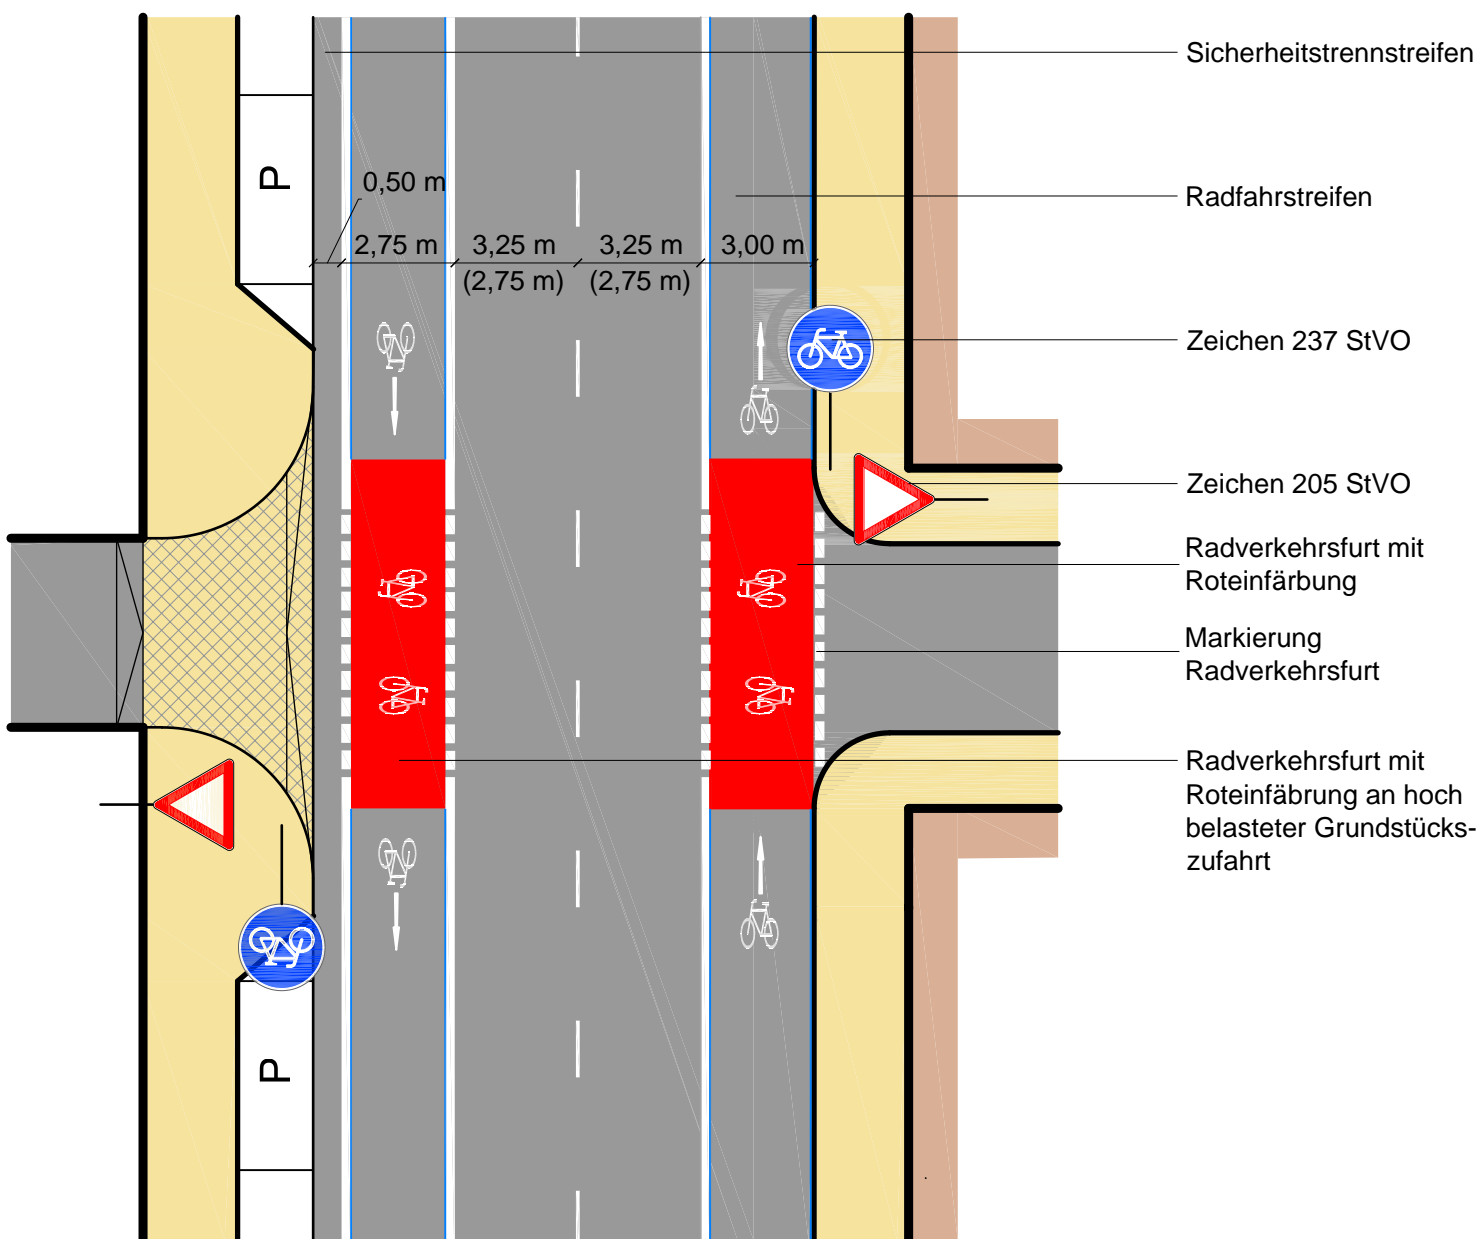 Sicherheitstrennstreifen
P
0,50 m
Radfahrstreifen
2,75 m
3,25 m
3,25 m
3,00 m
(2,75 m)
(2,75 m)
Zeichen 237 StVO
Zeichen 205 StVO
Radverkehrsfurt mit
Roteinfärbung
Markierung
Radverkehrsfurt
Radverkehrsfurt mit
Roteinfäbrung an hoch
belasteter Grundstücks-
zufahrt
P